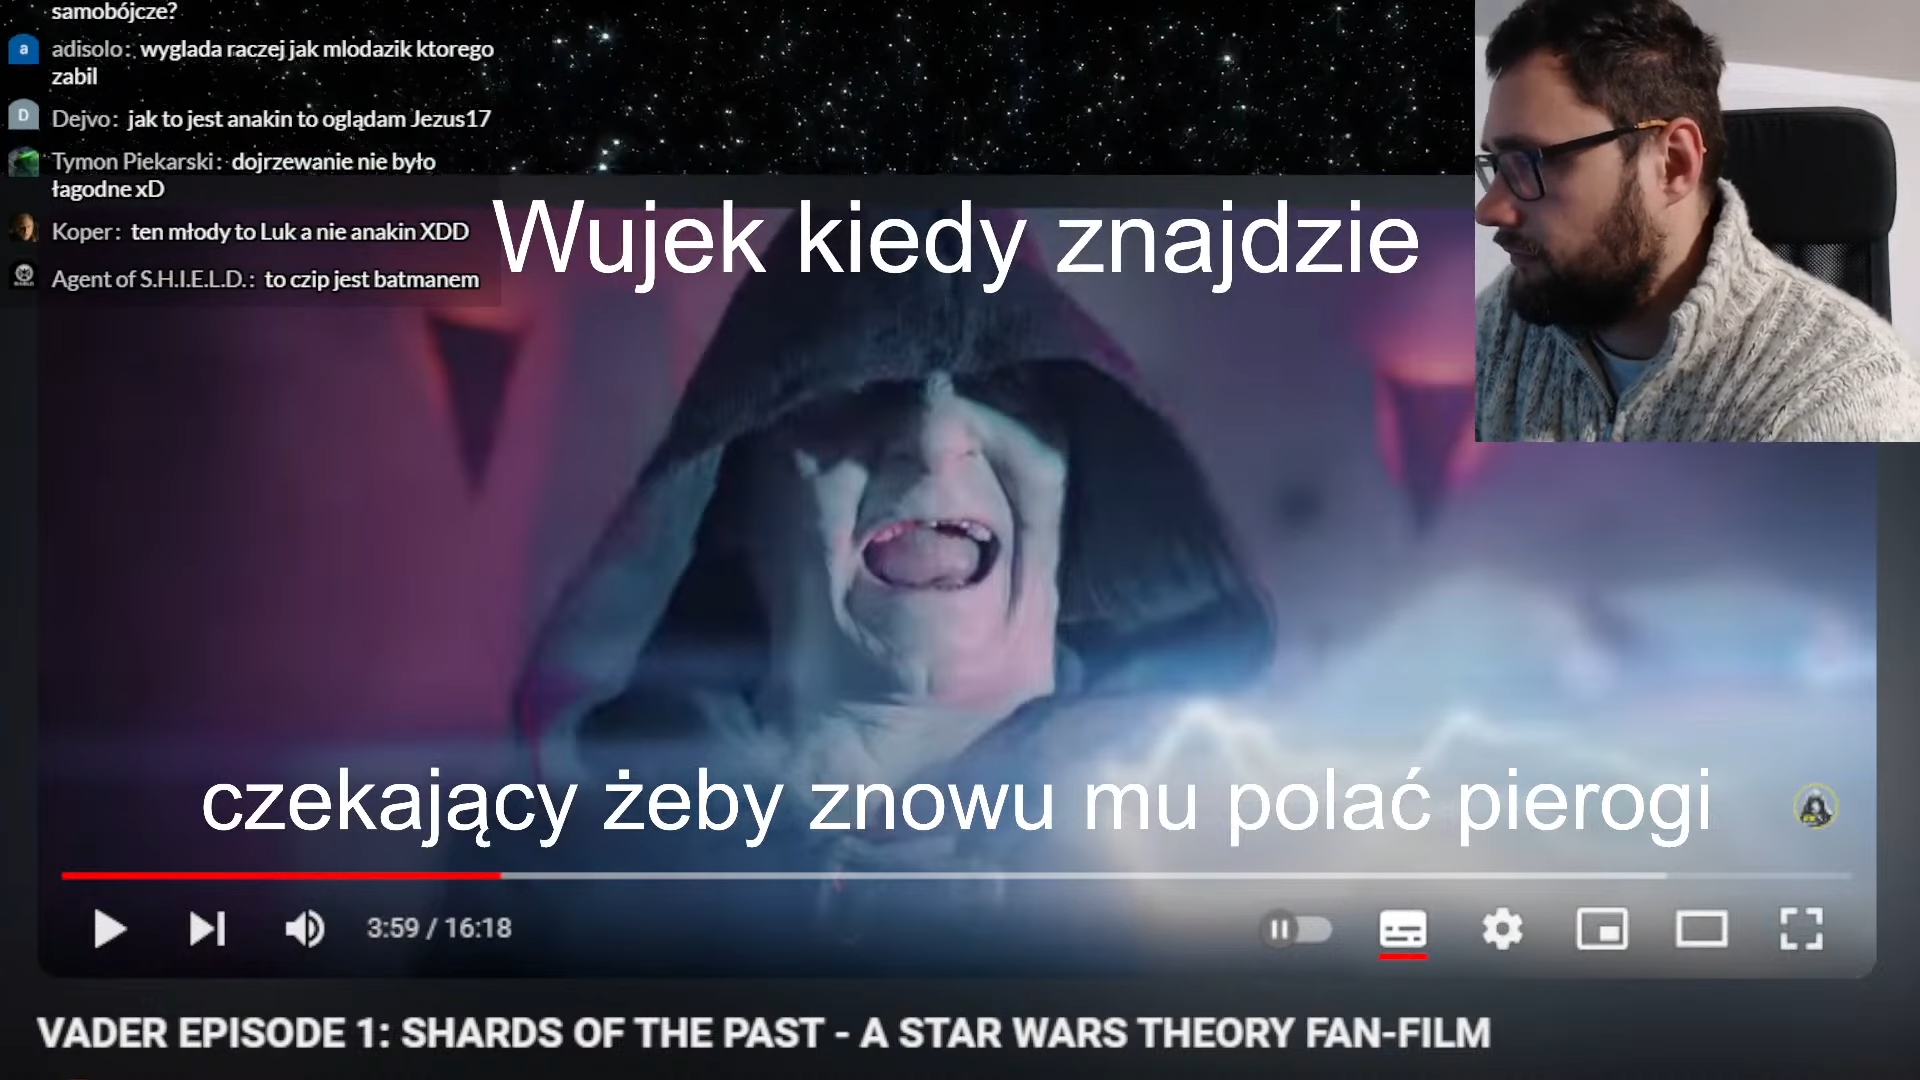 samobójcze?
a adisolo: wyglada raczej jak mlodazik ktorego
zabil
D Dejvo: jak to jest anakin to oglądam Jezus17
Tymon Piekarski: dojrzewanie nie było
łagodne xD
Koper: ten młody to Luk a nie anakin XDD
Agent of S.H.I.E.L.D.: to czip jest batmanem
Wujek kiedy znajdzie
czekający żeby znowu mu polać pierogi
3:59 / 16:18
VADER EPISODE 1: SHARDS OF THE PAST - A STAR WARS THEORY FAN-FILM